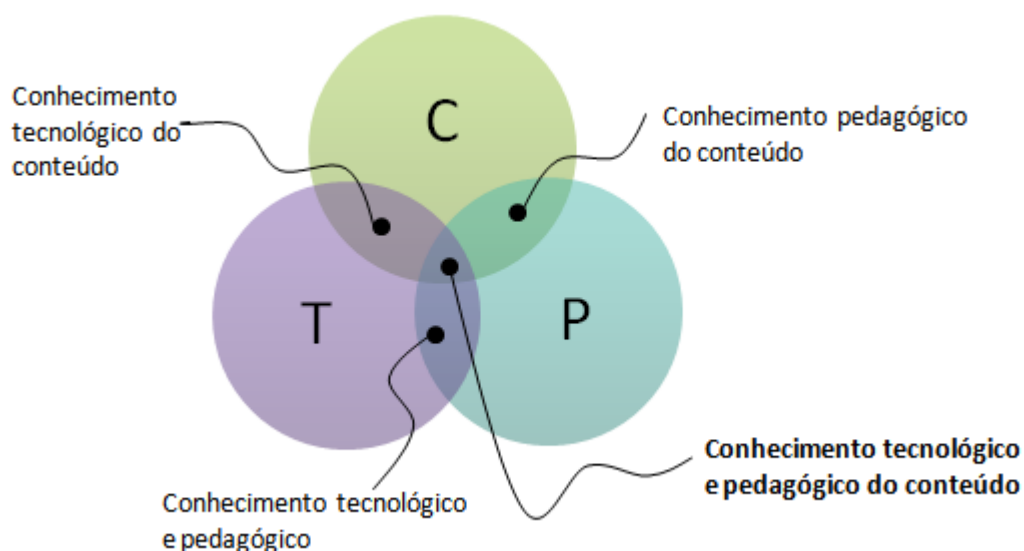 C
Conhecimento
tecnológico do
conteúdo
Conhecimento pedagógico
do conteúdo
T
P
Conhecimento tecnológico
e pedagógico do conteúdo
Conhecimento tecnológico
e pedagógico